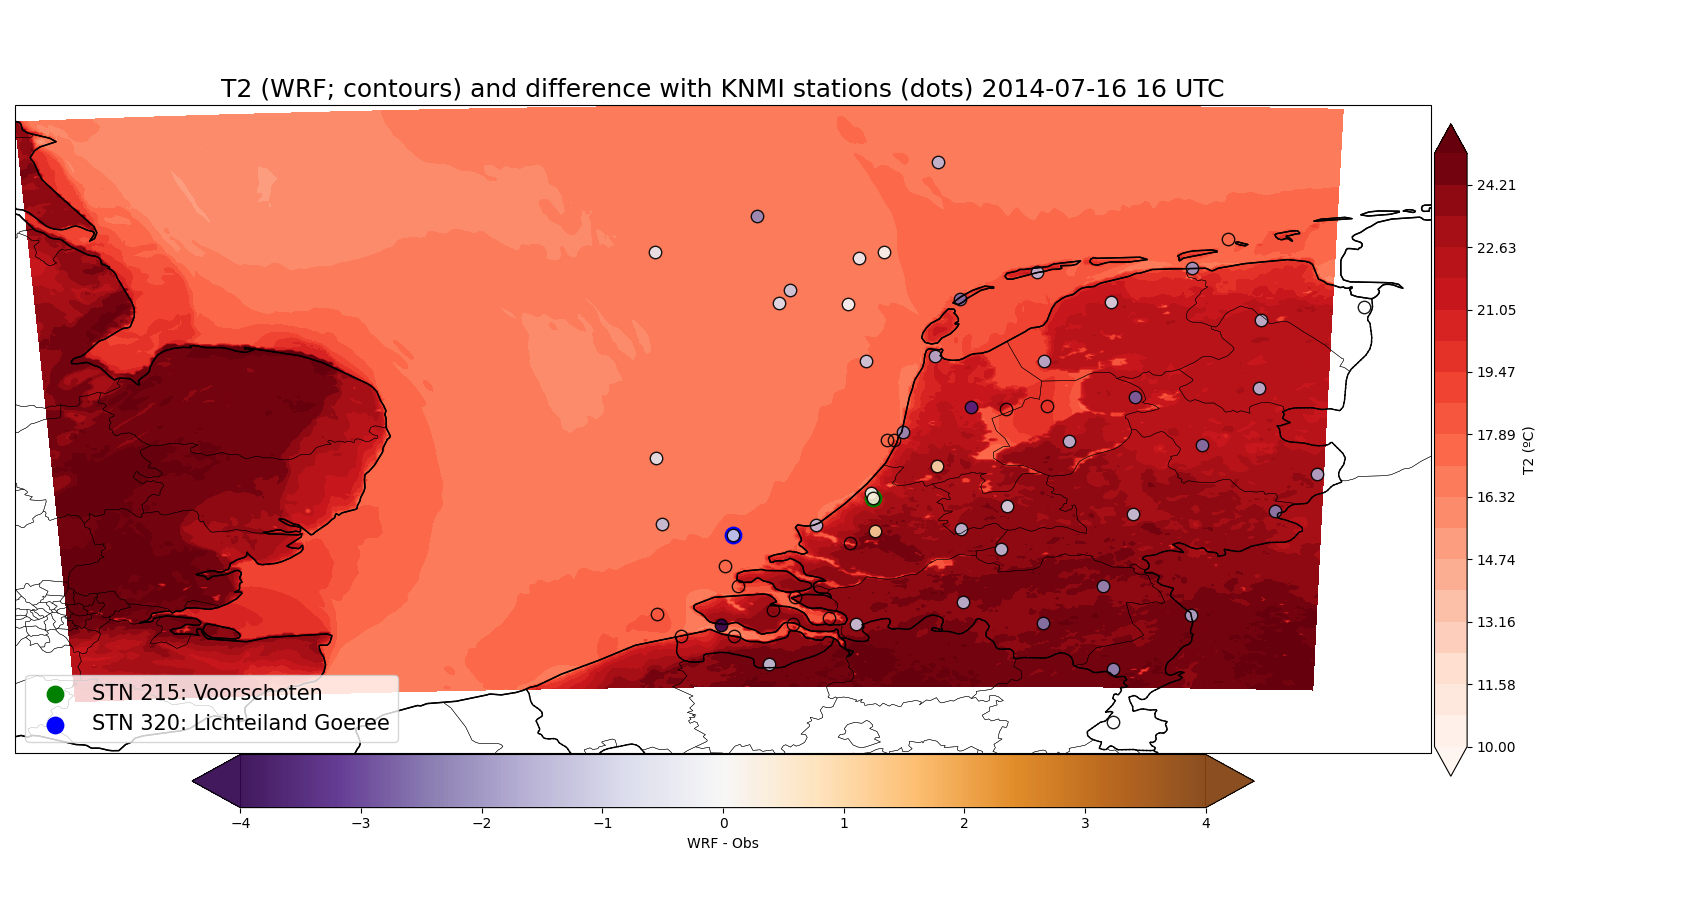 T2 (WRF; contours) and difference with KNMI stations (dots) 2014-07-16 16 UTC
24.21
22.63
21.05
19.47
17.89
16.32
14.74
13.16
11.58
10.00
T2 (ºC)
STN 215: Voorschoten
STN 320: Lichteiland Goeree
−4 −3 −2 −1 0 1 2 3 4
WRF - Obs